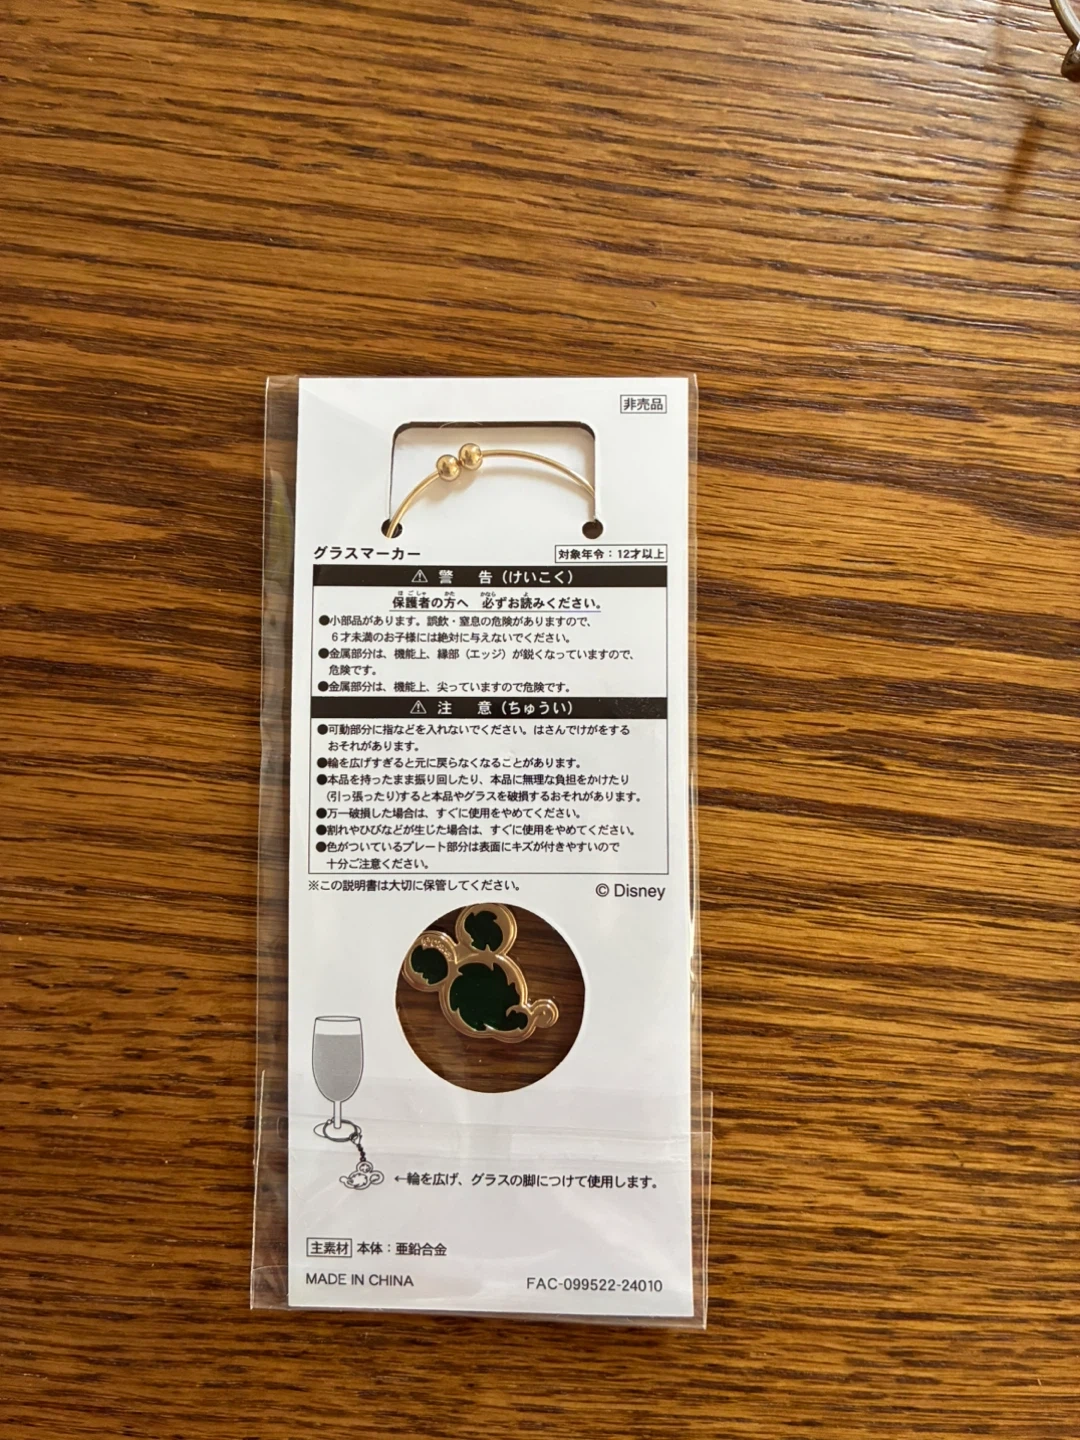 非売品
グラスマーカー
対象年令：12才以上
⚠ 警 告（けいこく）
保護者の方へ 必ずお読みください。
●小部品があります。誤飲・窒息の危険がありますので、
６才未満のお子様には絶対に与えないでください。
●金属部分は、機能上、縁部（エッジ）が鋭くなっていますので、
危険です。
●金属部分は、機能上、尖っていますので危険です。
⚠ 注 意（ちゅうい）
●可動部分に指などを入れないでください。はさんでけがをする
おそれがあります。
●輪を広げすぎると元に戻らなくなることがあります。
●本品を持ったまま振り回したり、本品に無理な負担をかけたり
(引っ張ったり)すると本品やグラスを破損するおそれがあります。
●万一破損した場合は、すぐに使用をやめてください。
●割れやひびなどが生じた場合は、すぐに使用をやめてください。
●色がついているプレート部分は表面にキズが付きやすいので
十分ご注意ください。
※この説明書は大切に保管してください。
© Disney
←輪を広げ、グラスの脚につけて使用します。
主素材 本体：亜鉛合金
MADE IN CHINA
FAC-099522-24010